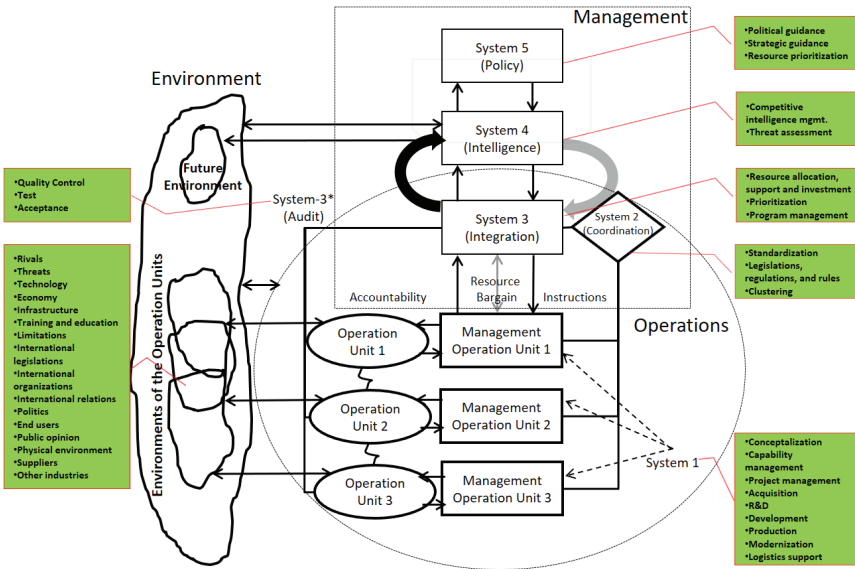 Management
Environment
System 5
(Policy)
•Political guidance
•Strategic guidance
•Resource prioritization
System 4
(Intelligence)
•Competitive
intelligence mgmt.
•Threat assessment
Future
Environment
•Quality Control
•Test
•Acceptance
System-3*
(Audit)
System 3
(Integration)
System 2
(Coordination)
•Resource allocation,
support and investment
•Prioritization
•Program management
•Standardization
•Legislations,
regulations, and rules
•Clustering
•Rivals
•Threats
•Technology
•Economy
•Infrastructure
•Training and education
•Limitations
•International
legislations
•International
organizations
•International relations
•Politics
•End users
•Public opinion
•Physical environment
•Suppliers
•Other industries
Environments of the Operation Units
Accountability
Resource
Bargain
Instructions
Operations
Operation
Unit 1
Management
Operation Unit 1
Operation
Unit 2
Management
Operation Unit 2
Operation
Unit 3
Management
Operation Unit 3
System 1
•Conceptalization
•Capability
management
•Project management
•Acquisition
•R&D
•Development
•Production
•Modernization
•Logistics support